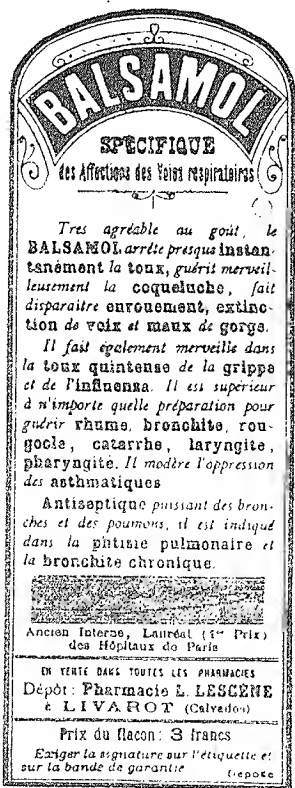 BALSAMOL
SPÉCIFIQUE
des Affections des Voies respiratoires
Tres agréable au goût, le
BALSAMOL arrête presque instan-
tanément la toux, guérit merveil-
leusement la coqueluche, fait
disparaitre enrouement, extinc-
tion de voix et maux de gorge.
Il fait également merveille dans
la toux quinteuse de la grippe
et de l'influenza. Il est supérieur
à n'importe quelle préparation pour
guérir rhume, bronchite, rou-
geole, catarrhe, laryngite,
pharyngite. Il modère l'oppression
des asthmatiques
Antiseptique puissant des bron-
ches et des poumons, il est indiqué
dans la phtisie pulmonaire et
la bronchite chronique.
Ancien Interne, Lauréat (1er Prix)
des Hôpitaux de Paris
EN VENTE DANS TOUTES LES PHARMACIES
Dépôt : Pharmacie L. LESCÈNE
à LIVAROT (Calvados)
Prix du flacon : 3 francs
Exiger la signature sur l'étiquette et
sur la bande de garantie
Déposé